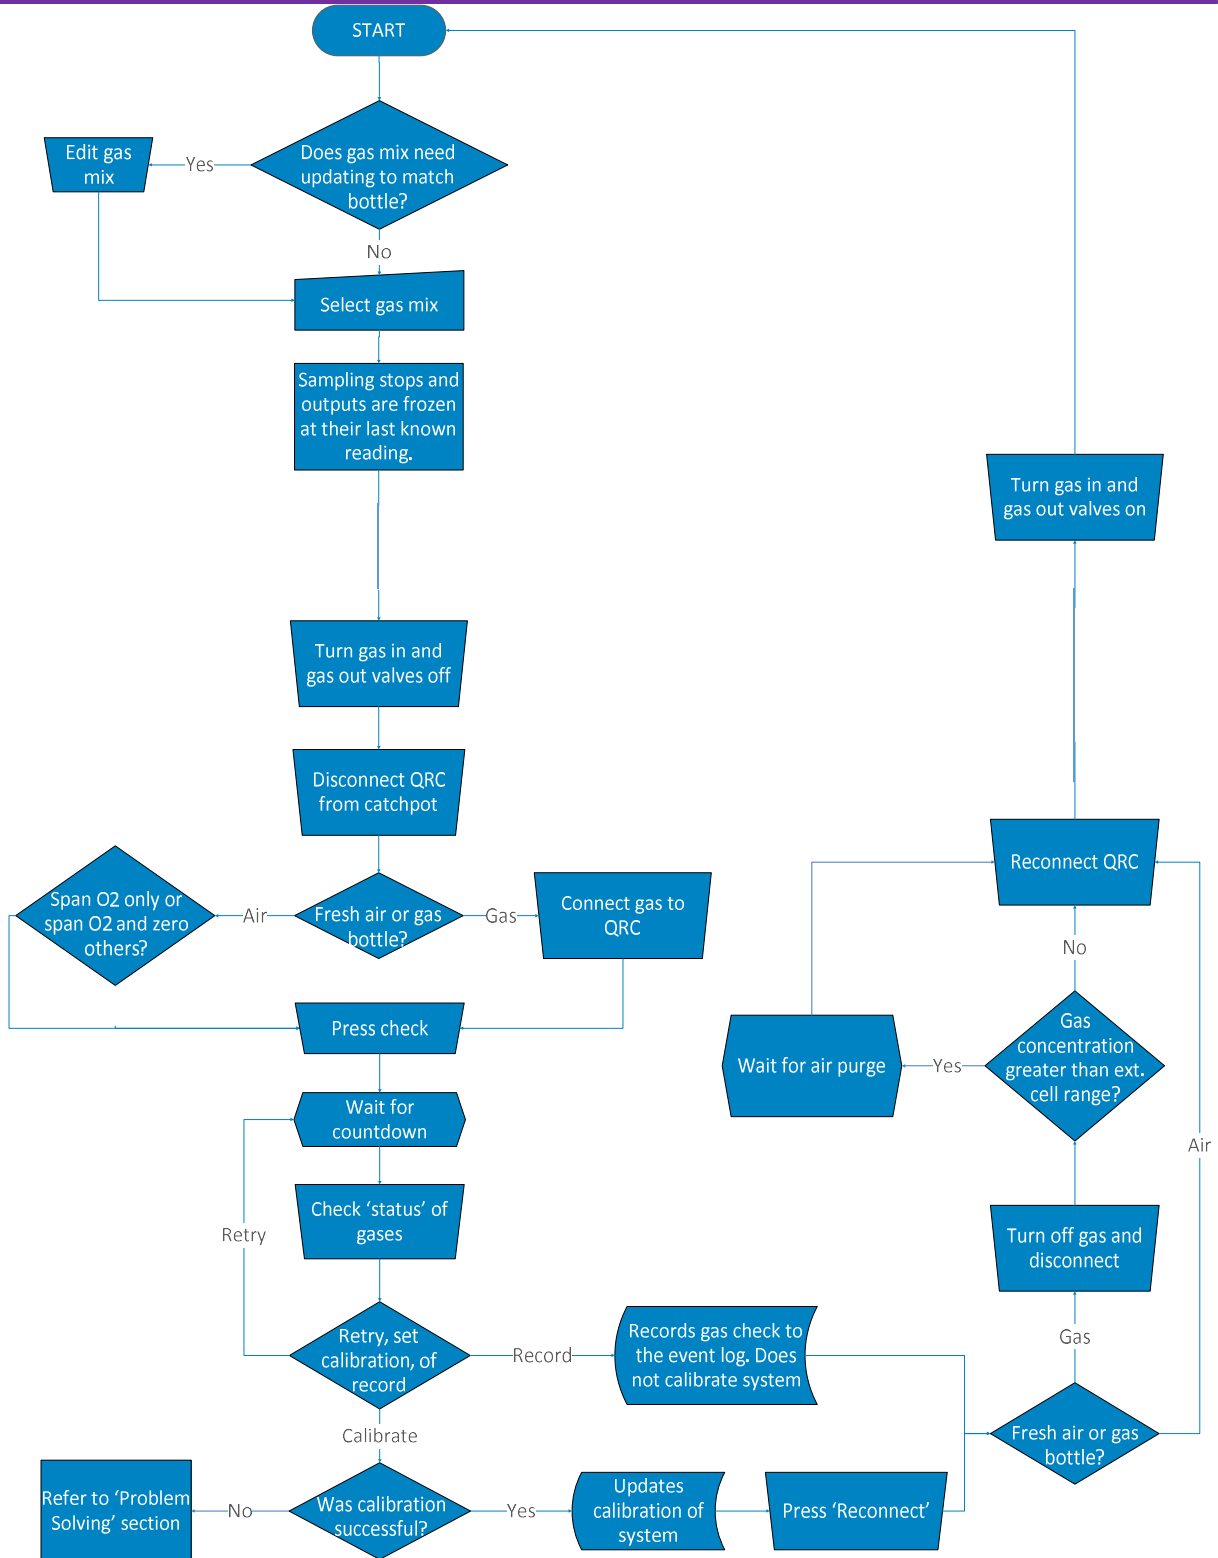 START
Does gas mix need
updating to match
bottle?
Yes
Edit gas
mix
No
Select gas mix
Sampling stops and
outputs are frozen
at their last known
reading.
Turn gas in and
gas out valves off
Disconnect QRC
from catchpot
Fresh air or gas
bottle?
Air
Span O2 only or
span O2 and zero
others?
Gas
Connect gas to
QRC
Press check
Wait for
countdown
Check ‘status’ of
gases
Retry
Retry, set
calibration, of
record
Record
Records gas check to
the event log. Does
not calibrate system
Calibrate
Was calibration
successful?
No
Refer to ‘Problem
Solving’ section
Yes
Updates
calibration of
system
Press ‘Reconnect’
Fresh air or gas
bottle?
Gas
Air
Turn off gas and
disconnect
Gas
concentration
greater than ext.
cell range?
Yes
Wait for air purge
No
Reconnect QRC
Turn gas in and
gas out valves on